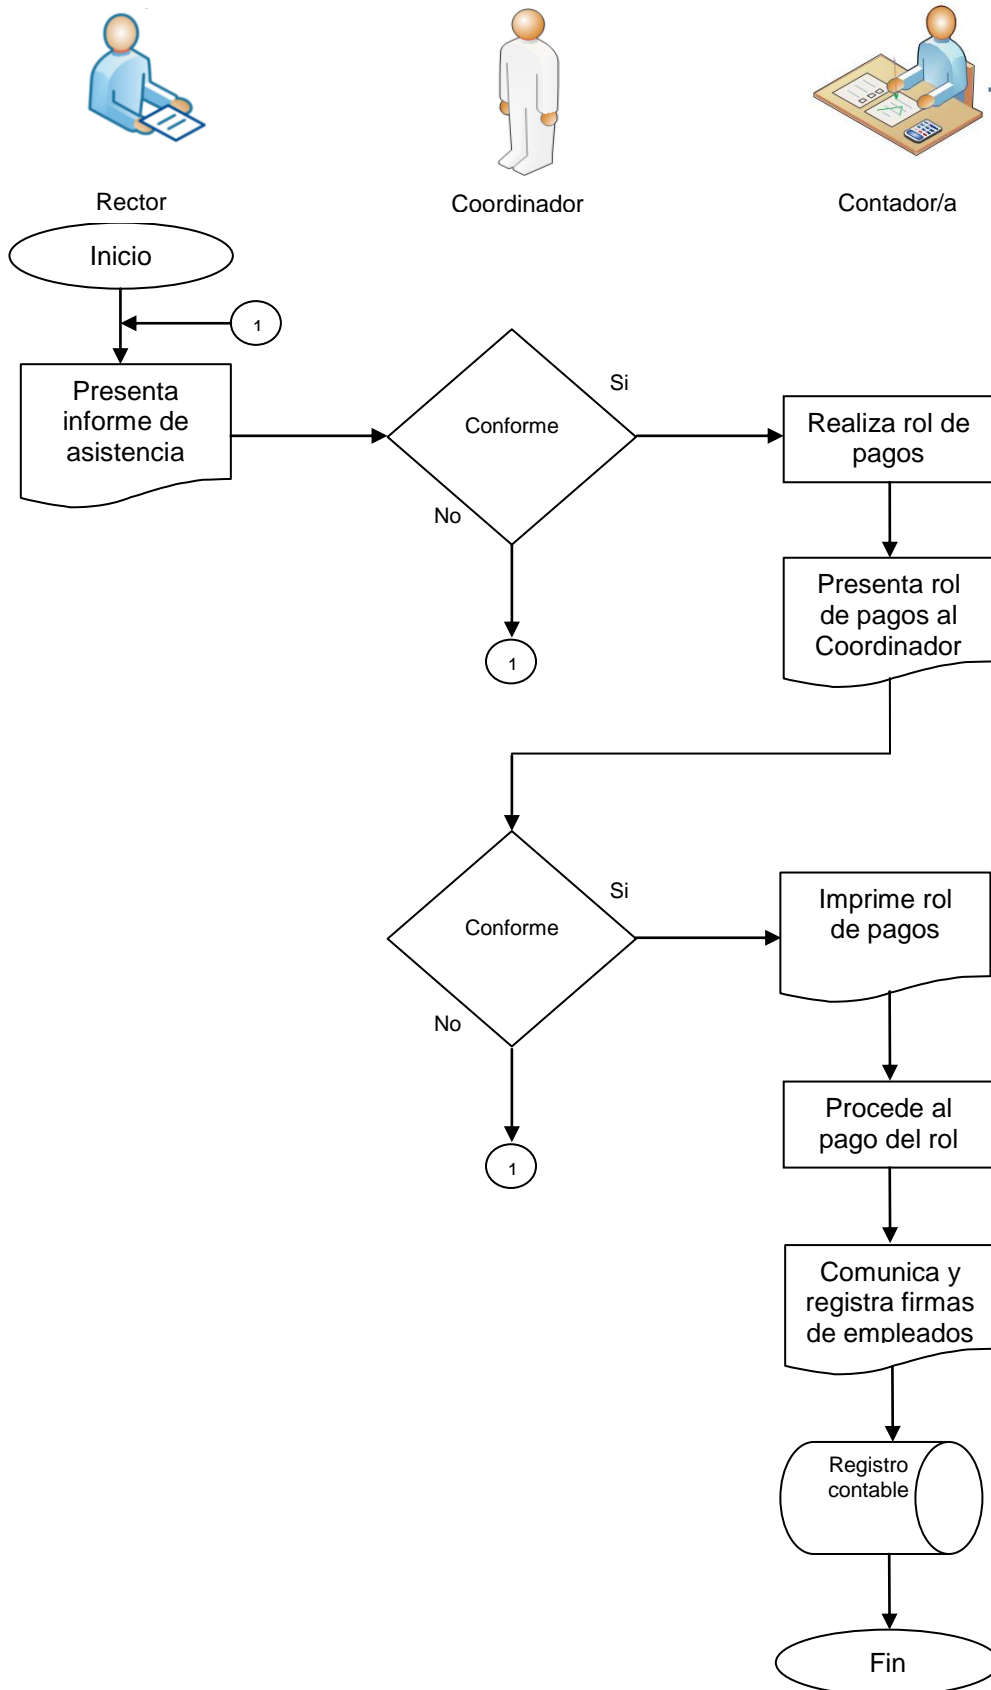 Rector
Coordinador
Contador/a
Inicio
1
Presenta
informe de
asistencia
Conforme
Si
No
1
Realiza rol de
pagos
Presenta rol
de pagos al
Coordinador
Conforme
Si
No
1
Imprime rol
de pagos
Procede al
pago del rol
Comunica y
registra firmas
de empleados
Registro
contable
Fin